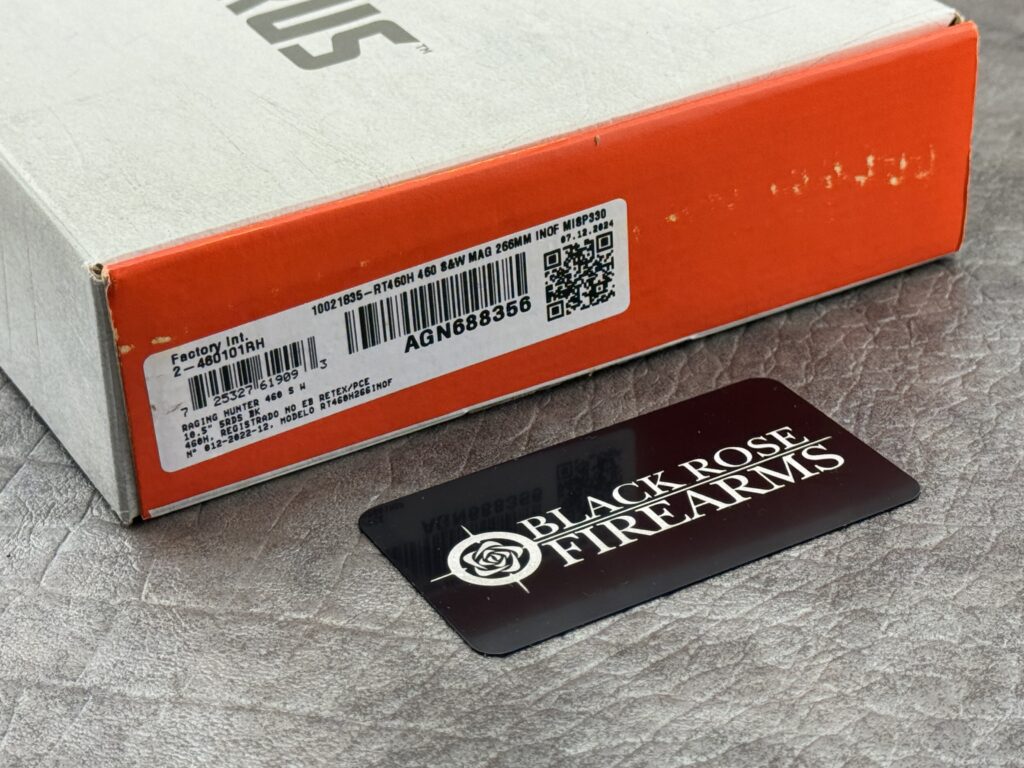 RUS™
Factory Int.
2-460101RH
10021835-RT460H 460 S&W MAG 266MM INOF MISP330
07.12.2024
AGN688356
7 25327 61909 3
RAGING HUNTER 460 S W
10.5" 5RDS BK
460H, REGISTRADO NO EB RETEX/PCE
Nº 012-2022-12. MODELO RT460H266INOF
BLACK ROSE
FIREARMS